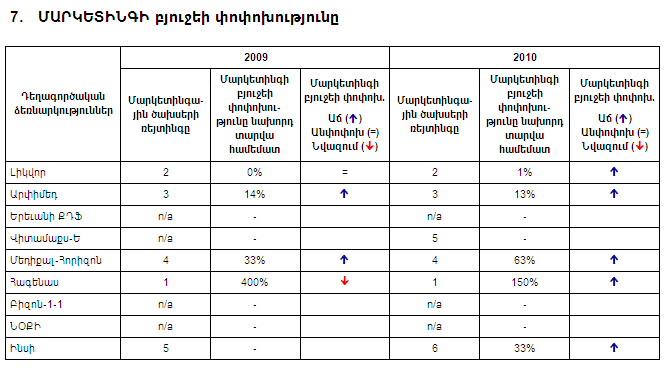 7. ՄԱՐԿԵՏԻՆԳԻ բյուջեի փոփոխությունը
2009 2010
Դեղագործական ձեռնարկություններ
Մարկետինգա-
յին ծախսերի
ռեյտինգը
Մարկետինգի
բյուջեի
փոփոխու-
թյունը նախորդ
տարվա
համեմատ
Մարկետինգի
բյուջեի փոփոխ.
Աճ (↑)
Անփոփոխ (=)
Նվազում (↓)
Մարկետինգա-
յին ծախսերի
ռեյտինգը
Մարկետինգի
բյուջեի
փոփոխու-
թյունը նախորդ
տարվա
համեմատ
Մարկետինգի
բյուջեի փոփոխ.
Աճ (↑)
Անփոփոխ (=)
Նվազում (↓)
Լիկվոր 2 0% = 2 1% ↑
Արփիմեդ 3 14% ↑ 3 13% ↑
Երեւանի ՔԴՖ n/a - n/a -
Վիտամաքս-Ե n/a - 5 -
Մեդիքալ-Հորիզոն 4 33% ↑ 4 63% ↑
Հագենաս 1 400% ↓ 1 150% ↑
Բիզոն-1-1 n/a - n/a -
ՆՕՔԻ n/a - n/a -
Ինսի 5 - 6 33% ↑